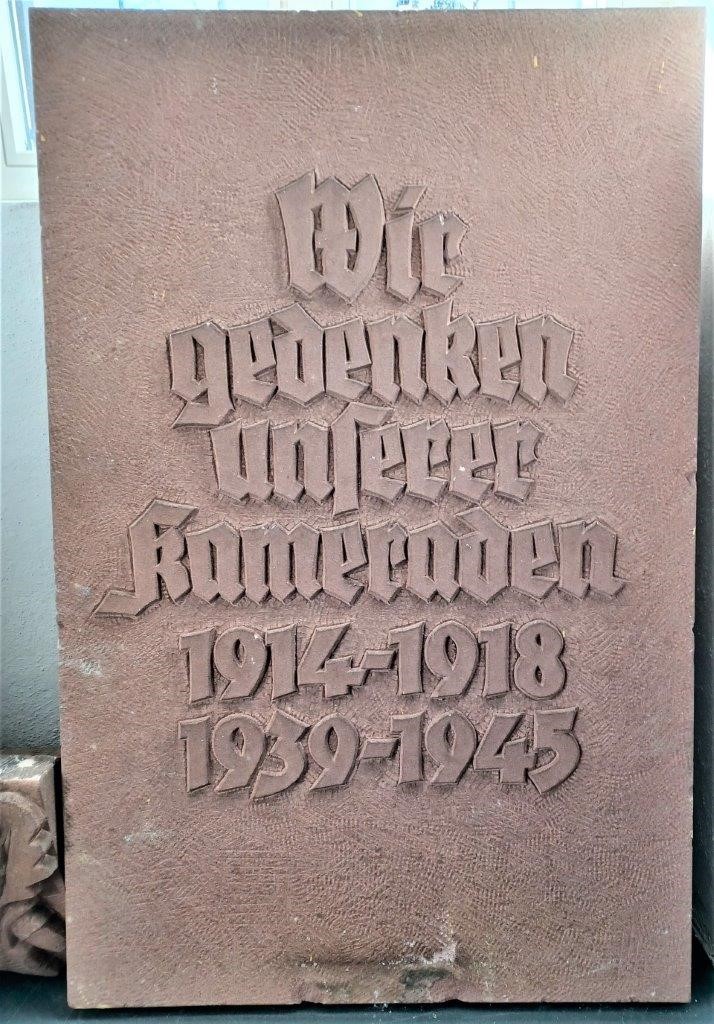 Wir
gedenken
unserer
Kameraden
1914-1918
1939-1945